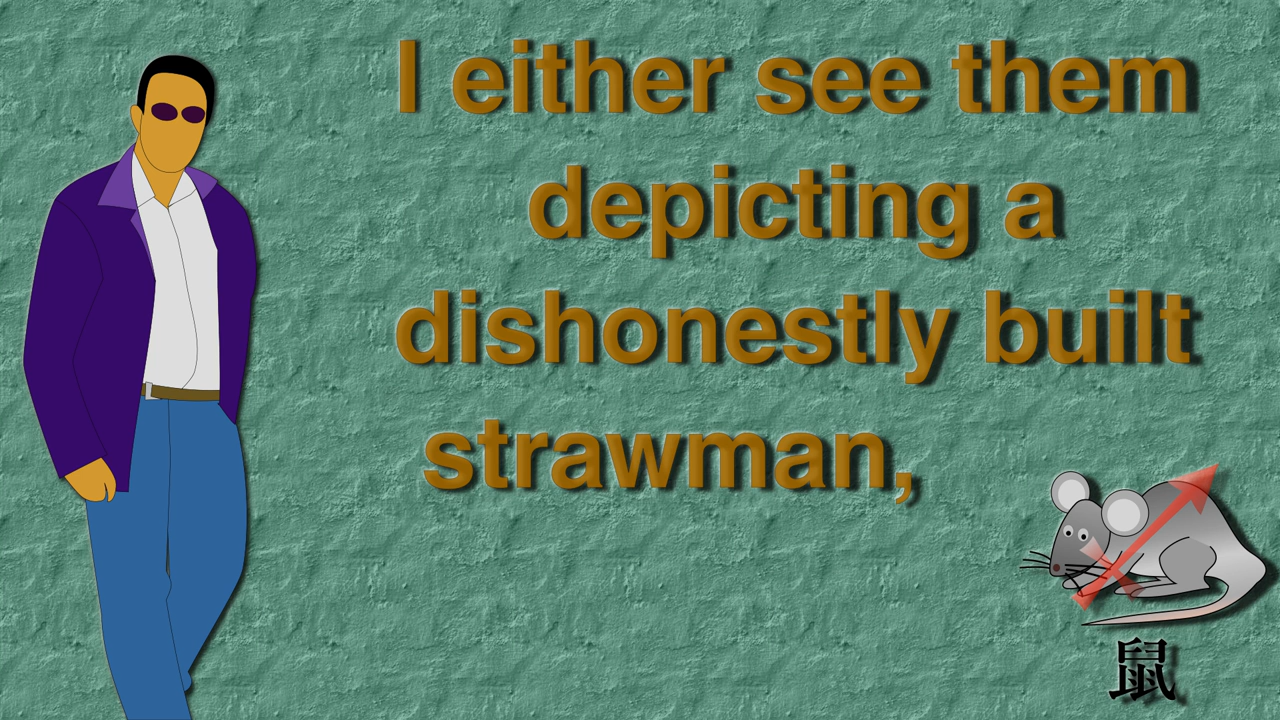 I either see them
depicting a
dishonestly built
strawman,
鼠